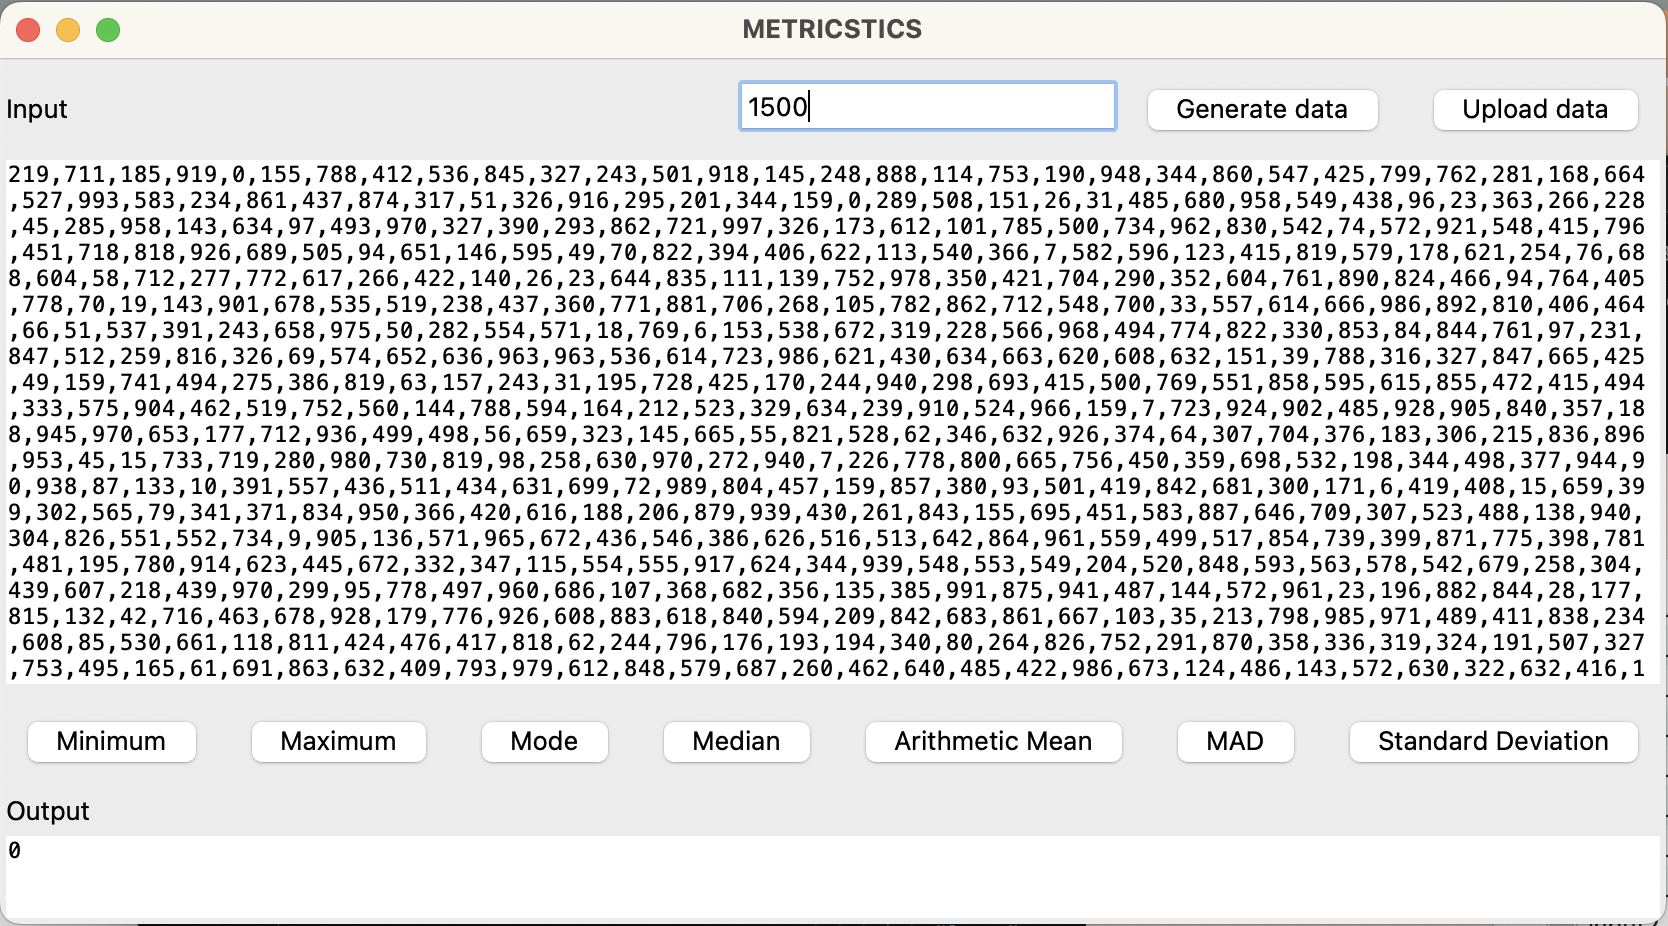 METRICSTICS
Input
1500
Generate data
Upload data
219,711,185,919,0,155,788,412,536,845,327,243,501,918,145,248,888,114,753,190,948,344,860,547,425,799,762,281,168,664
,527,993,583,234,861,437,874,317,51,326,916,295,201,344,159,0,289,508,151,26,31,485,680,958,549,438,96,23,363,266,228
,45,285,958,143,634,97,493,970,327,390,293,862,721,997,326,173,612,101,785,500,734,962,830,542,74,572,921,548,415,796
,451,718,818,926,689,505,94,651,146,595,49,70,822,394,406,622,113,540,366,7,582,596,123,415,819,579,178,621,254,76,68
8,604,58,712,277,772,617,266,422,140,26,23,644,835,111,139,752,978,350,421,704,290,352,604,761,890,824,466,94,764,405
,778,70,19,143,901,678,535,519,238,437,360,771,881,706,268,105,782,862,712,548,700,33,557,614,666,986,892,810,406,464
,66,51,537,391,243,658,975,50,282,554,571,18,769,6,153,538,672,319,228,566,968,494,774,822,330,853,84,844,761,97,231,
847,512,259,816,326,69,574,652,636,963,963,536,614,723,986,621,430,634,663,620,608,632,151,39,788,316,327,847,665,425
,49,159,741,494,275,386,819,63,157,243,31,195,728,425,170,244,940,298,693,415,500,769,551,858,595,615,855,472,415,494
,333,575,904,462,519,752,560,144,788,594,164,212,523,329,634,239,910,524,966,159,7,723,924,902,485,928,905,840,357,18
8,945,970,653,177,712,936,499,498,56,659,323,145,665,55,821,528,62,346,632,926,374,64,307,704,376,183,306,215,836,896
,953,45,15,733,719,280,980,730,819,98,258,630,970,272,940,7,226,778,800,665,756,450,359,698,532,198,344,498,377,944,9
0,938,87,133,10,391,557,436,511,434,631,699,72,989,804,457,159,857,380,93,501,419,842,681,300,171,6,419,408,15,659,39
9,302,565,79,341,371,834,950,366,420,616,188,206,879,939,430,261,843,155,695,451,583,887,646,709,307,523,488,138,940,
304,826,551,552,734,9,905,136,571,965,672,436,546,386,626,516,513,642,864,961,559,499,517,854,739,399,871,775,398,781
,481,195,780,914,623,445,672,332,347,115,554,555,917,624,344,939,548,553,549,204,520,848,593,563,578,542,679,258,304,
439,607,218,439,970,299,95,778,497,960,686,107,368,682,356,135,385,991,875,941,487,144,572,961,23,196,882,844,28,177,
815,132,42,716,463,678,928,179,776,926,608,883,618,840,594,209,842,683,861,667,103,35,213,798,985,971,489,411,838,234
,608,85,530,661,118,811,424,476,417,818,62,244,796,176,193,194,340,80,264,826,752,291,870,358,336,319,324,191,507,327
,753,495,165,61,691,863,632,409,793,979,612,848,579,687,260,462,640,485,422,986,673,124,486,143,572,630,322,632,416,1
Minimum
Maximum
Mode
Median
Arithmetic Mean
MAD
Standard Deviation
Output
0